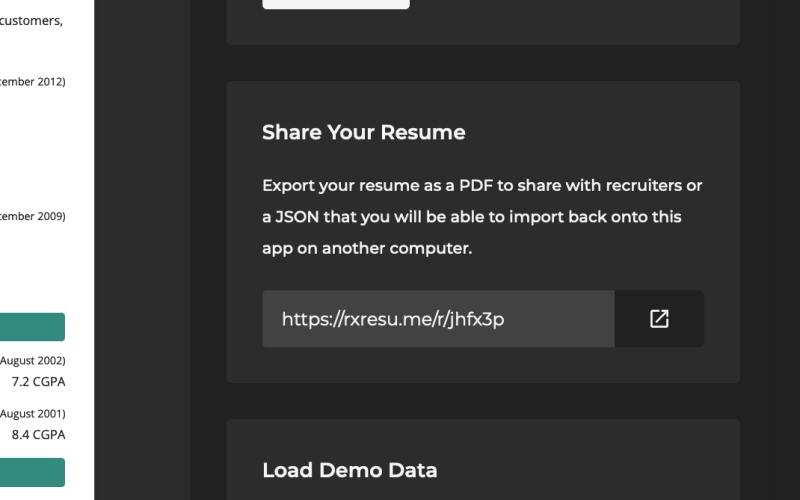 customers,
2012)
2009)
August 2002)
7.2 CGPA
August 2001)
8.4 CGPA
Share Your Resume
Export your resume as a PDF to share with recruiters or
a JSON that you will be able to import back onto this
app on another computer.
https://rxresu.me/r/jhfx3p
Load Demo Data